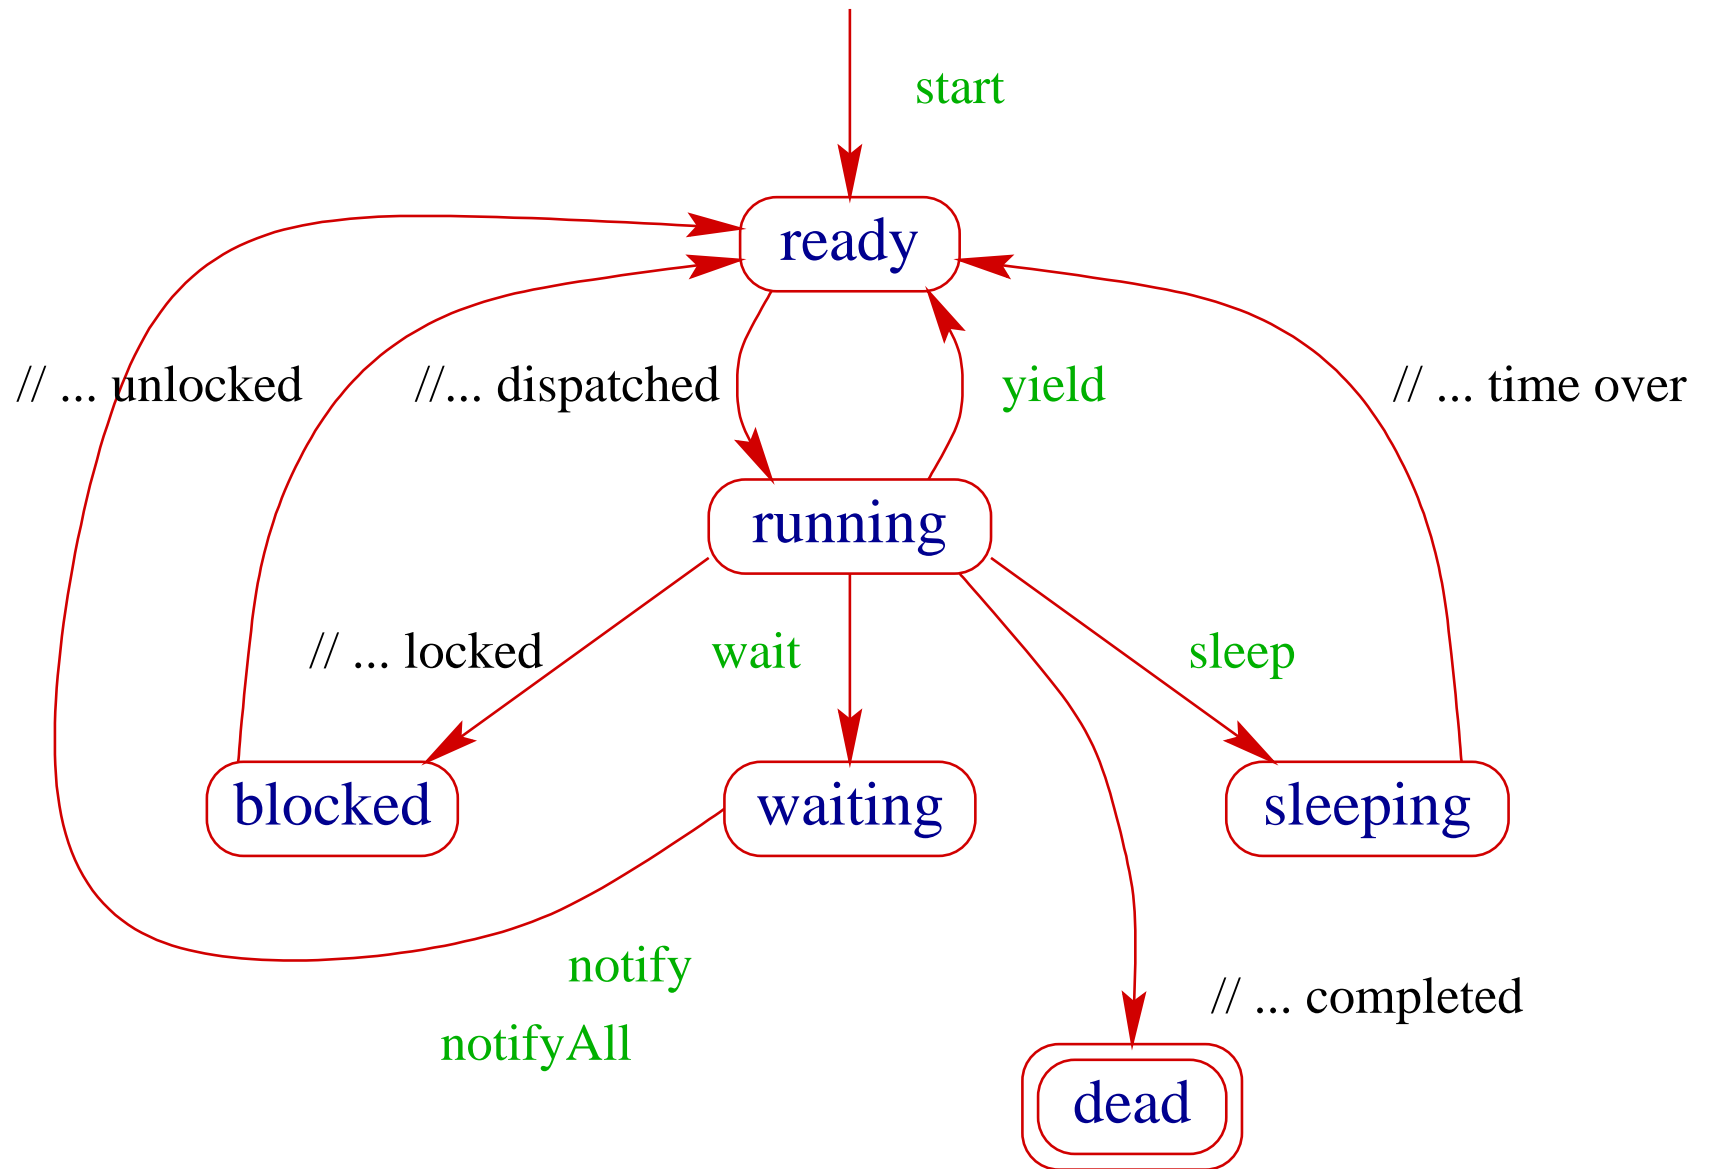 start
ready
// ... unlocked
//... dispatched
yield
// ... time over
running
// ... locked
wait
sleep
blocked
waiting
sleeping
notify
// ... completed
notifyAll
dead